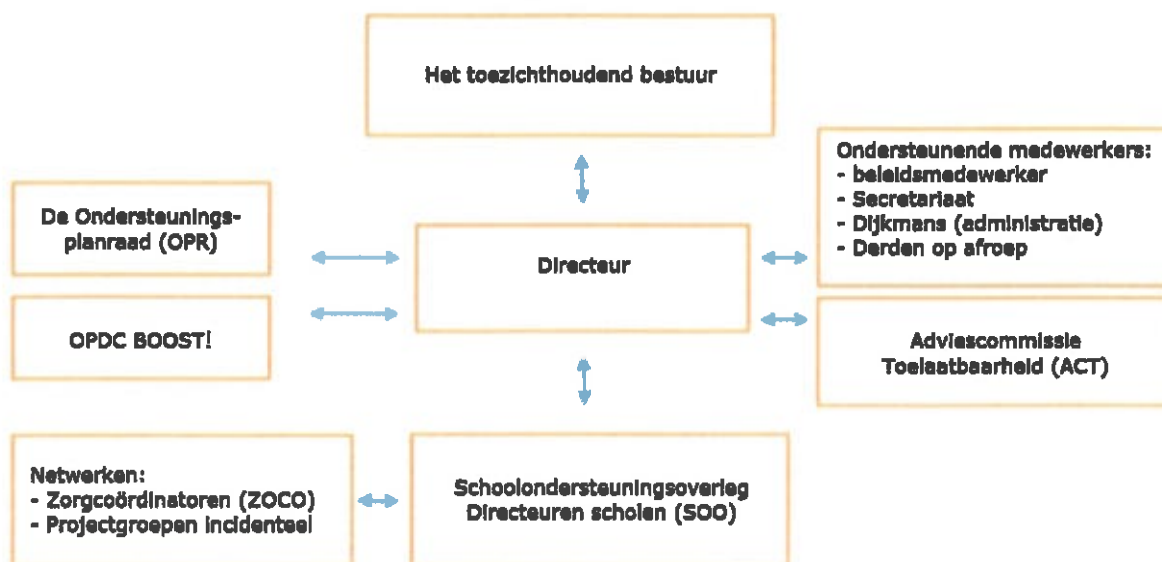 Het toezichthoudend bestuur
Ondersteunende medewerkers:
- beleidsmedewerker
- Secretariaat
- Dijkmans (administratie)
- Derden op afroep
De Ondersteunings-
planraad (OPR)
Directeur
OPDC BOOST!
Adviescommissie
Toelaatbaarheid (ACT)
Netwerken:
- Zorgcoördinatoren (ZOCO)
- Projectgroepen incidenteel
Schoolondersteuningsoverleg
Directeuren scholen (SOO)